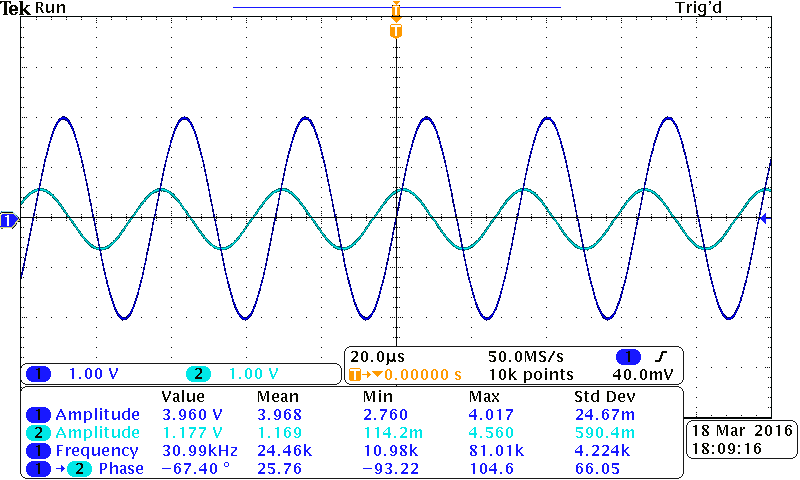 Tek Run Trig'd
T
T
1
20.0µs 50.0MS/s 1
1 1.00 V 2 1.00 V
T 0.00000 s 10k points 40.0mV
Value Mean Min Max Std Dev
1 Amplitude 3.960 V 3.968 2.760 4.017 24.67m
2 Amplitude 1.177 V 1.169 114.2m 4.560 590.4m
1 Frequency 30.99kHz 24.46k 10.98k 81.01k 4.224k
1 → 2 Phase −67.40 ° 25.76 −93.22 104.6 66.05
18 Mar 2016
18:09:16